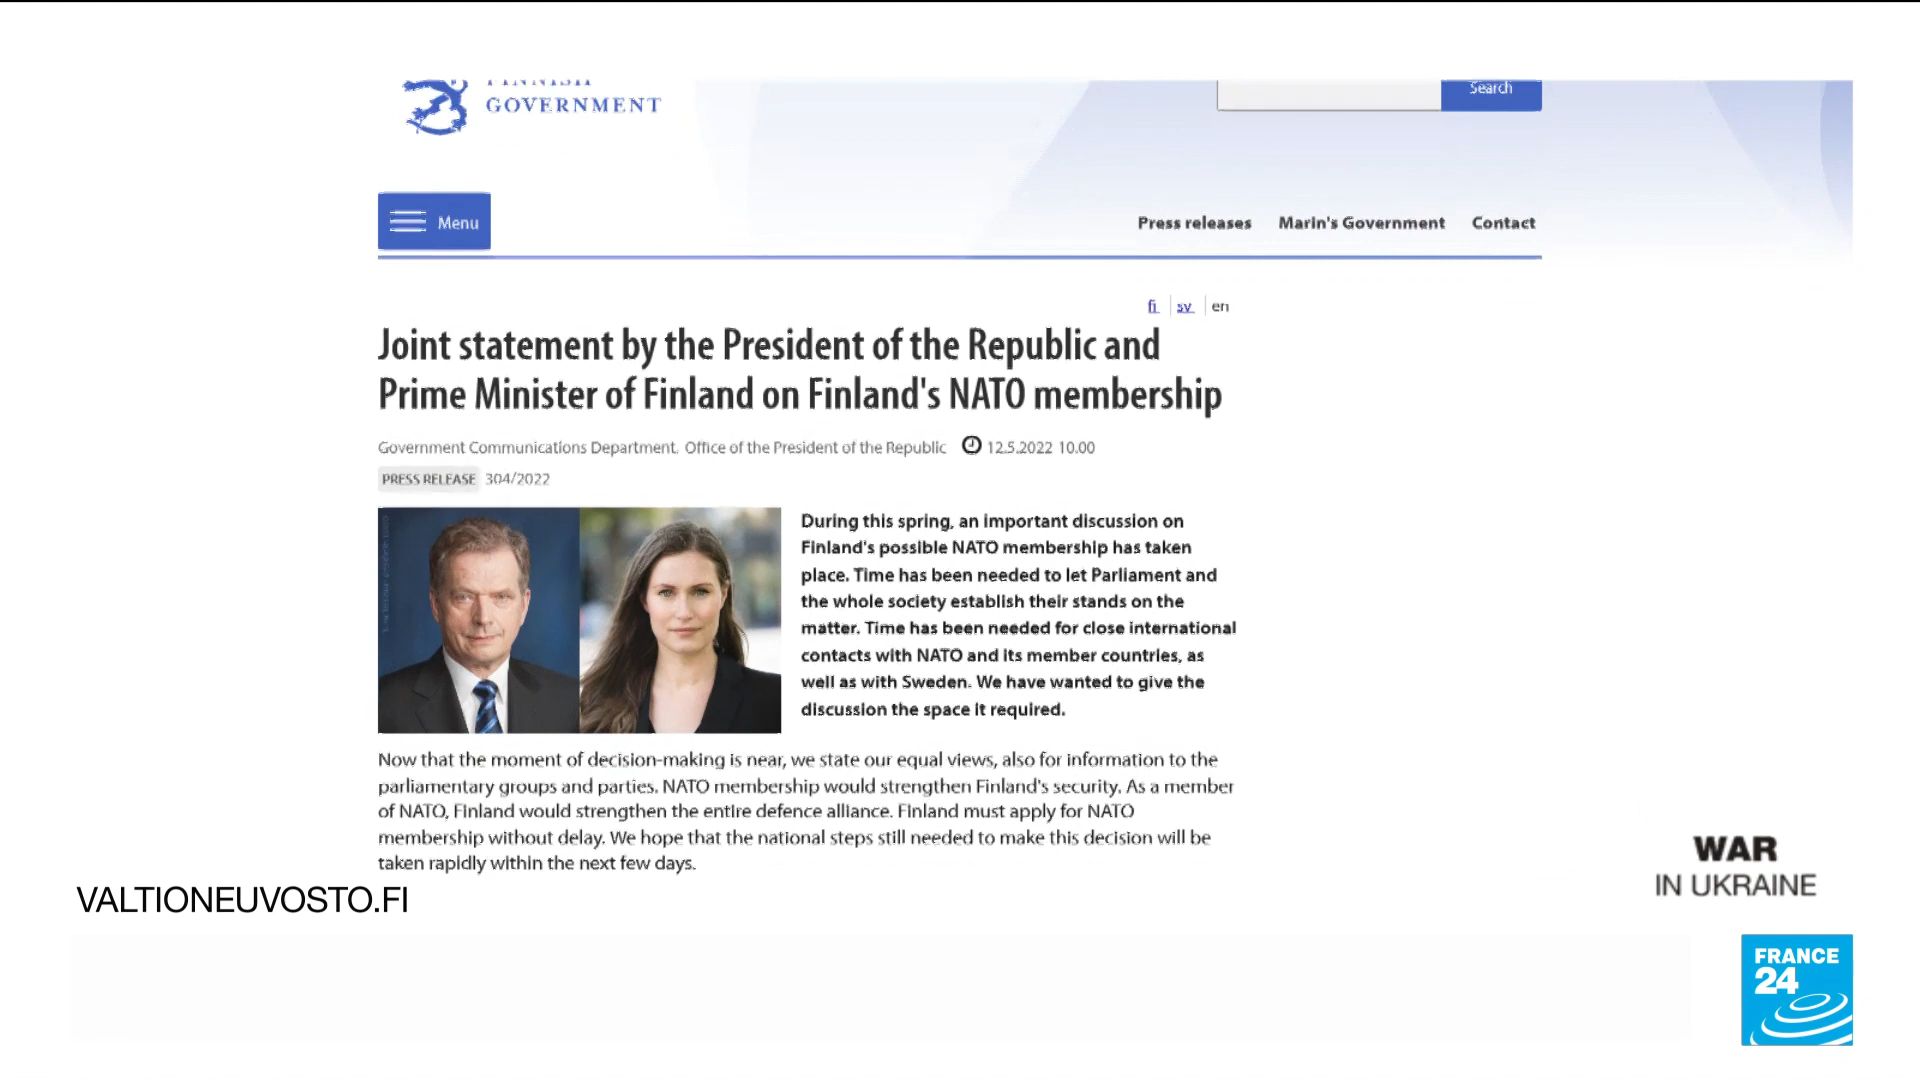 FINNISH
GOVERNMENT
Search
Menu
Press releases Marin's Government Contact
fi sv en
Joint statement by the President of the Republic and
Prime Minister of Finland on Finland's NATO membership
Government Communications Department, Office of the President of the Republic 12.5.2022 10.00
PRESS RELEASE 304/2022
During this spring, an important discussion on
Finland's possible NATO membership has taken
place. Time has been needed to let Parliament and
the whole society establish their stands on the
matter. Time has been needed for close international
contacts with NATO and its member countries, as
well as with Sweden. We have wanted to give the
discussion the space it required.
Now that the moment of decision-making is near, we state our equal views, also for information to the
parliamentary groups and parties. NATO membership would strengthen Finland's security. As a member
of NATO, Finland would strengthen the entire defence alliance. Finland must apply for NATO
membership without delay. We hope that the national steps still needed to make this decision will be
taken rapidly within the next few days.
VALTIONEUVOSTO.FI
WAR
IN UKRAINE
FRANCE
24